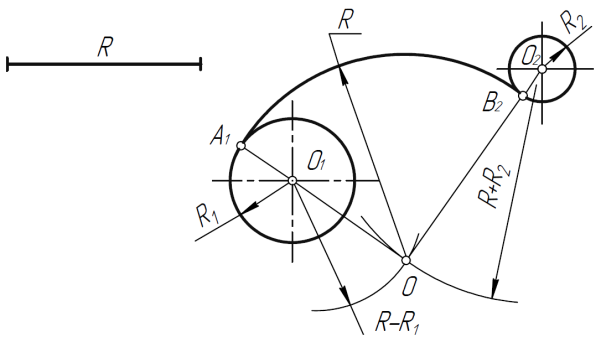 R
R
R₂
O₂
B₂
A₁
O₁
R+R₂
R₁
O
R–R₁